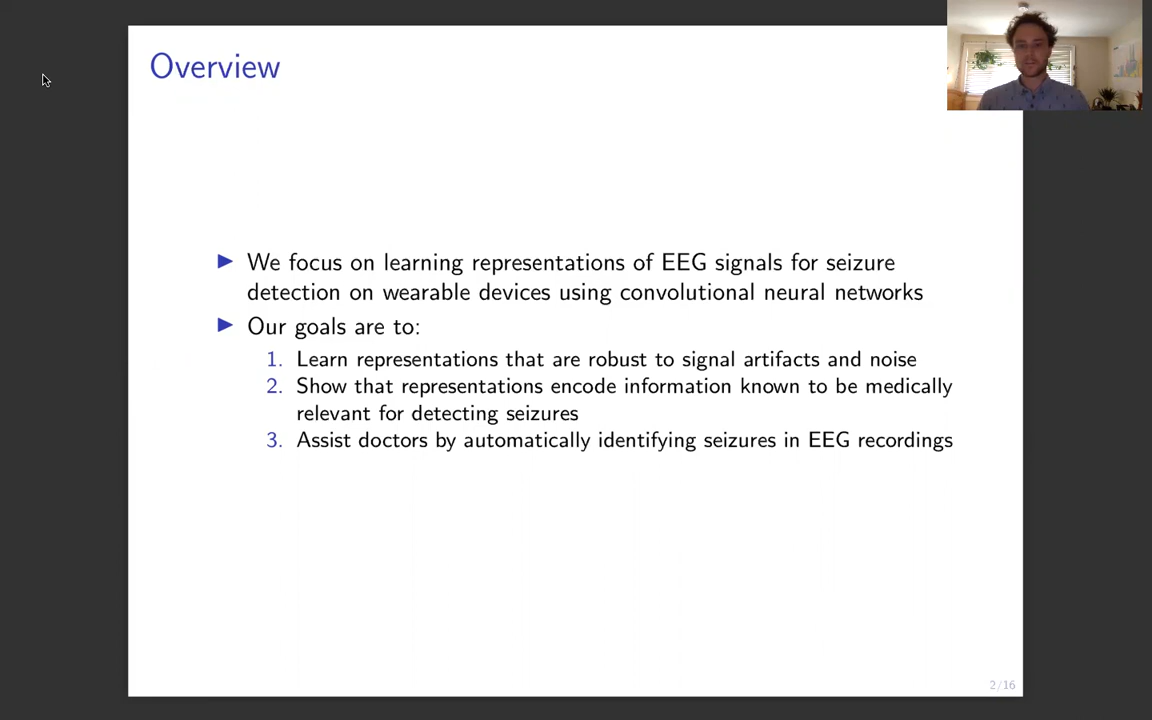 Overview
We focus on learning representations of EEG signals for seizure
detection on wearable devices using convolutional neural networks
Our goals are to:
1. Learn representations that are robust to signal artifacts and noise
2. Show that representations encode information known to be medically
relevant for detecting seizures
3. Assist doctors by automatically identifying seizures in EEG recordings
2/16